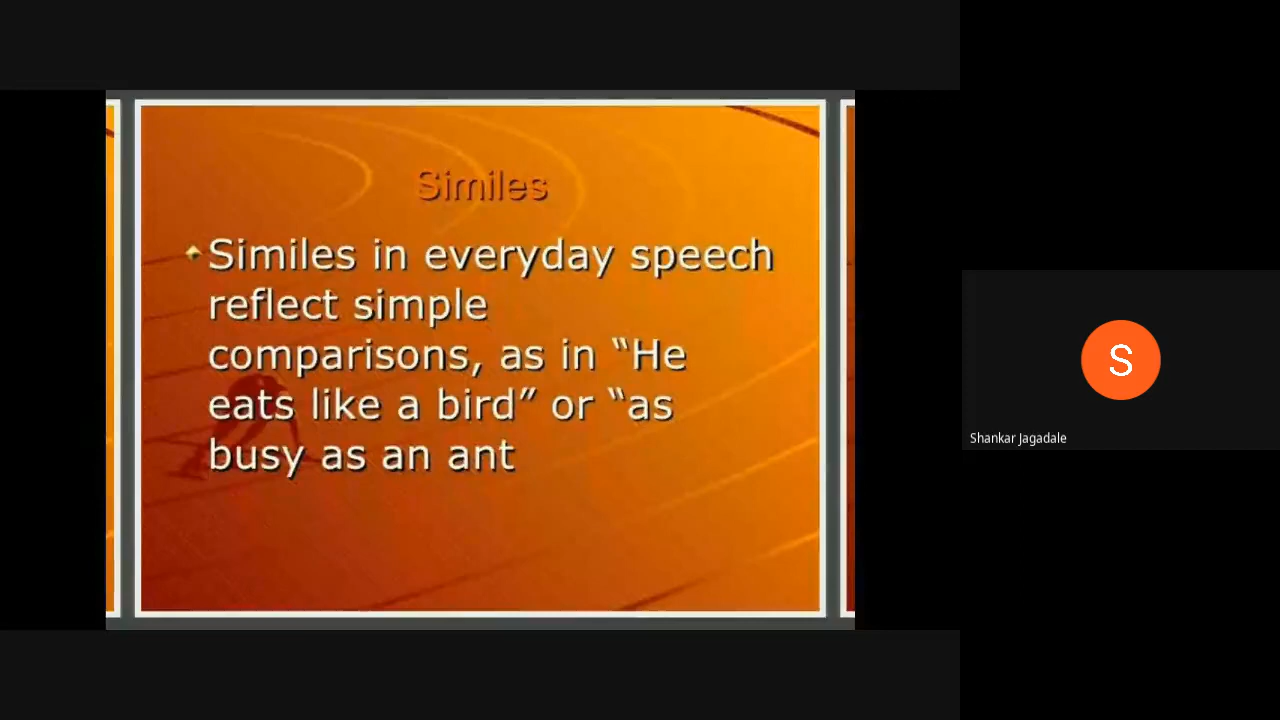 Similes
Similes in everyday speech
reflect simple
comparisons, as in “He
eats like a bird” or “as
busy as an ant
S
Shankar Jagadale